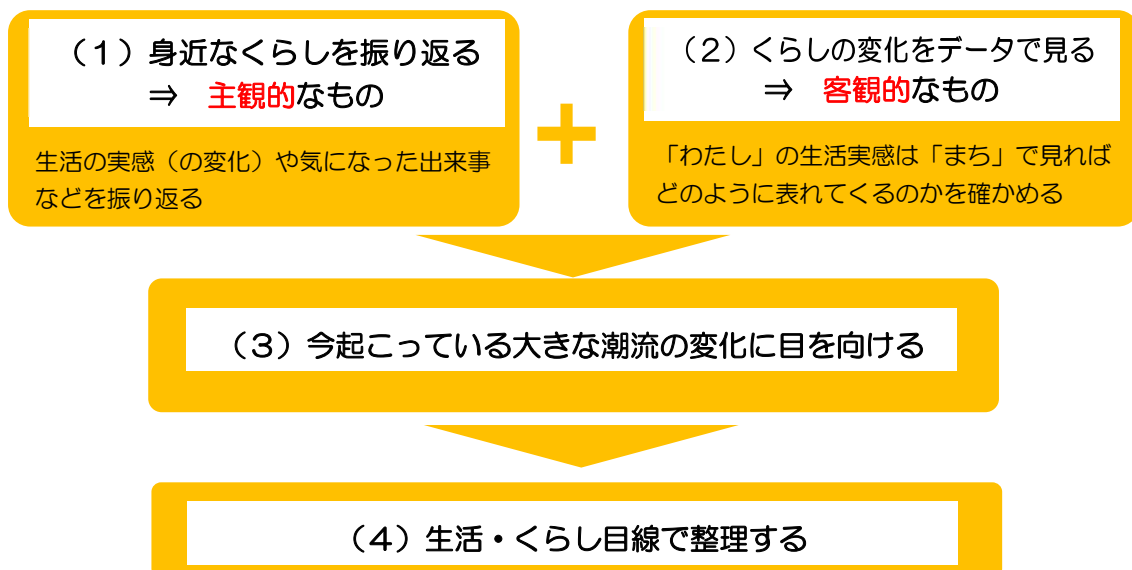 (1)身近なくらしを振り返る
⇒ 主観的なもの
生活の実感(の変化)や気になった出来事
などを振り返る
+
(2)くらしの変化をデータで見る
⇒ 客観的なもの
「わたし」の生活実感は「まち」で見れば
どのように表れてくるのかを確かめる
(3)今起こっている大きな潮流の変化に目を向ける
(4)生活・くらし目線で整理する